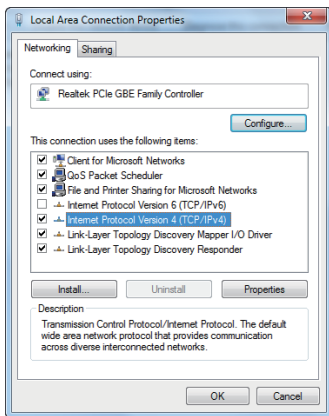 Local Area Connection Properties
Networking Sharing
Connect using:
Realtek PCIe GBE Family Controller
Configure...
This connection uses the following items:
Client for Microsoft Networks
QoS Packet Scheduler
File and Printer Sharing for Microsoft Networks
Internet Protocol Version 6 (TCP/IPv6)
Internet Protocol Version 4 (TCP/IPv4)
Link-Layer Topology Discovery Mapper I/O Driver
Link-Layer Topology Discovery Responder
Install... Uninstall Properties
Description
Transmission Control Protocol/Internet Protocol. The default
wide area network protocol that provides communication
across diverse interconnected networks.
OK Cancel